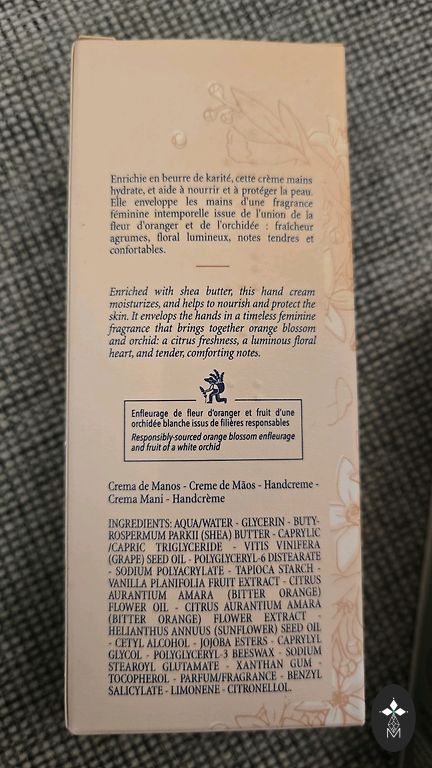 Enrichie en beurre de karité, cette crème mains
hydrate, et aide à nourrir et à protéger la peau.
Elle enveloppe les mains d'une fragrance
féminine intemporelle issue de l'union de la
fleur d'oranger et de l'orchidée : fraîcheur
agrumes, floral lumineux, notes tendres et
confortables.
Enriched with shea butter, this hand cream
moisturizes, and helps to nourish and protect the
skin. It envelops the hands in a timeless feminine
fragrance that brings together orange blossom
and orchid: a citrus freshness, a luminous floral
heart, and tender, comforting notes.
Enfleurage de fleur d'oranger et fruit d'une
orchidée blanche issus de filières responsables
Responsibly-sourced orange blossom enfleurage
and fruit of a white orchid
Crema de Manos - Creme de Mãos - Handcreme -
Crema Mani - Handcrème
INGREDIENTS: AQUA/WATER - GLYCERIN - BUTY-
ROSPERMUM PARKII (SHEA) BUTTER - CAPRYLIC
/CAPRIC TRIGLYCERIDE - VITIS VINIFERA
(GRAPE) SEED OIL - POLYGLYCERYL-6 DISTEARATE
- SODIUM POLYACRYLATE - TAPIOCA STARCH -
VANILLA PLANIFOLIA FRUIT EXTRACT - CITRUS
AURANTIUM AMARA (BITTER ORANGE)
FLOWER OIL - CITRUS AURANTIUM AMARA
(BITTER ORANGE) FLOWER EXTRACT -
HELIANTHUS ANNUUS (SUNFLOWER) SEED OIL
- CETYL ALCOHOL - JOJOBA ESTERS - CAPRYLYL
GLYCOL - POLYGLYCERYL-3 BEESWAX - SODIUM
STEAROYL GLUTAMATE - XANTHAN GUM -
TOCOPHEROL - PARFUM/FRAGRANCE - BENZYL
SALICYLATE - LIMONENE - CITRONELLOL.
M